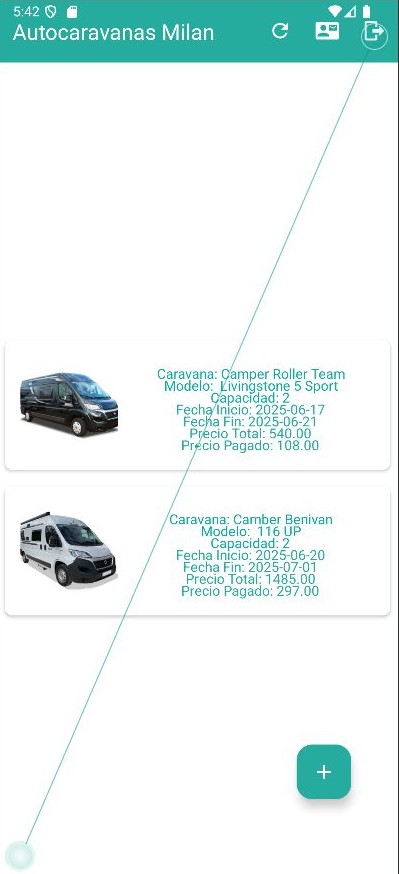 5:42
Autocaravanas Milan
Caravana: Camper Roller Team
Modelo:  Livingstone 5 Sport
Capacidad: 2
Fecha Inicio: 2025-06-17
Fecha Fin: 2025-06-21
Precio Total: 540.00
Precio Pagado: 108.00
Caravana: Camber Benivan
Modelo:  116 UP
Capacidad: 2
Fecha Inicio: 2025-06-20
Fecha Fin: 2025-07-01
Precio Total: 1485.00
Precio Pagado: 297.00